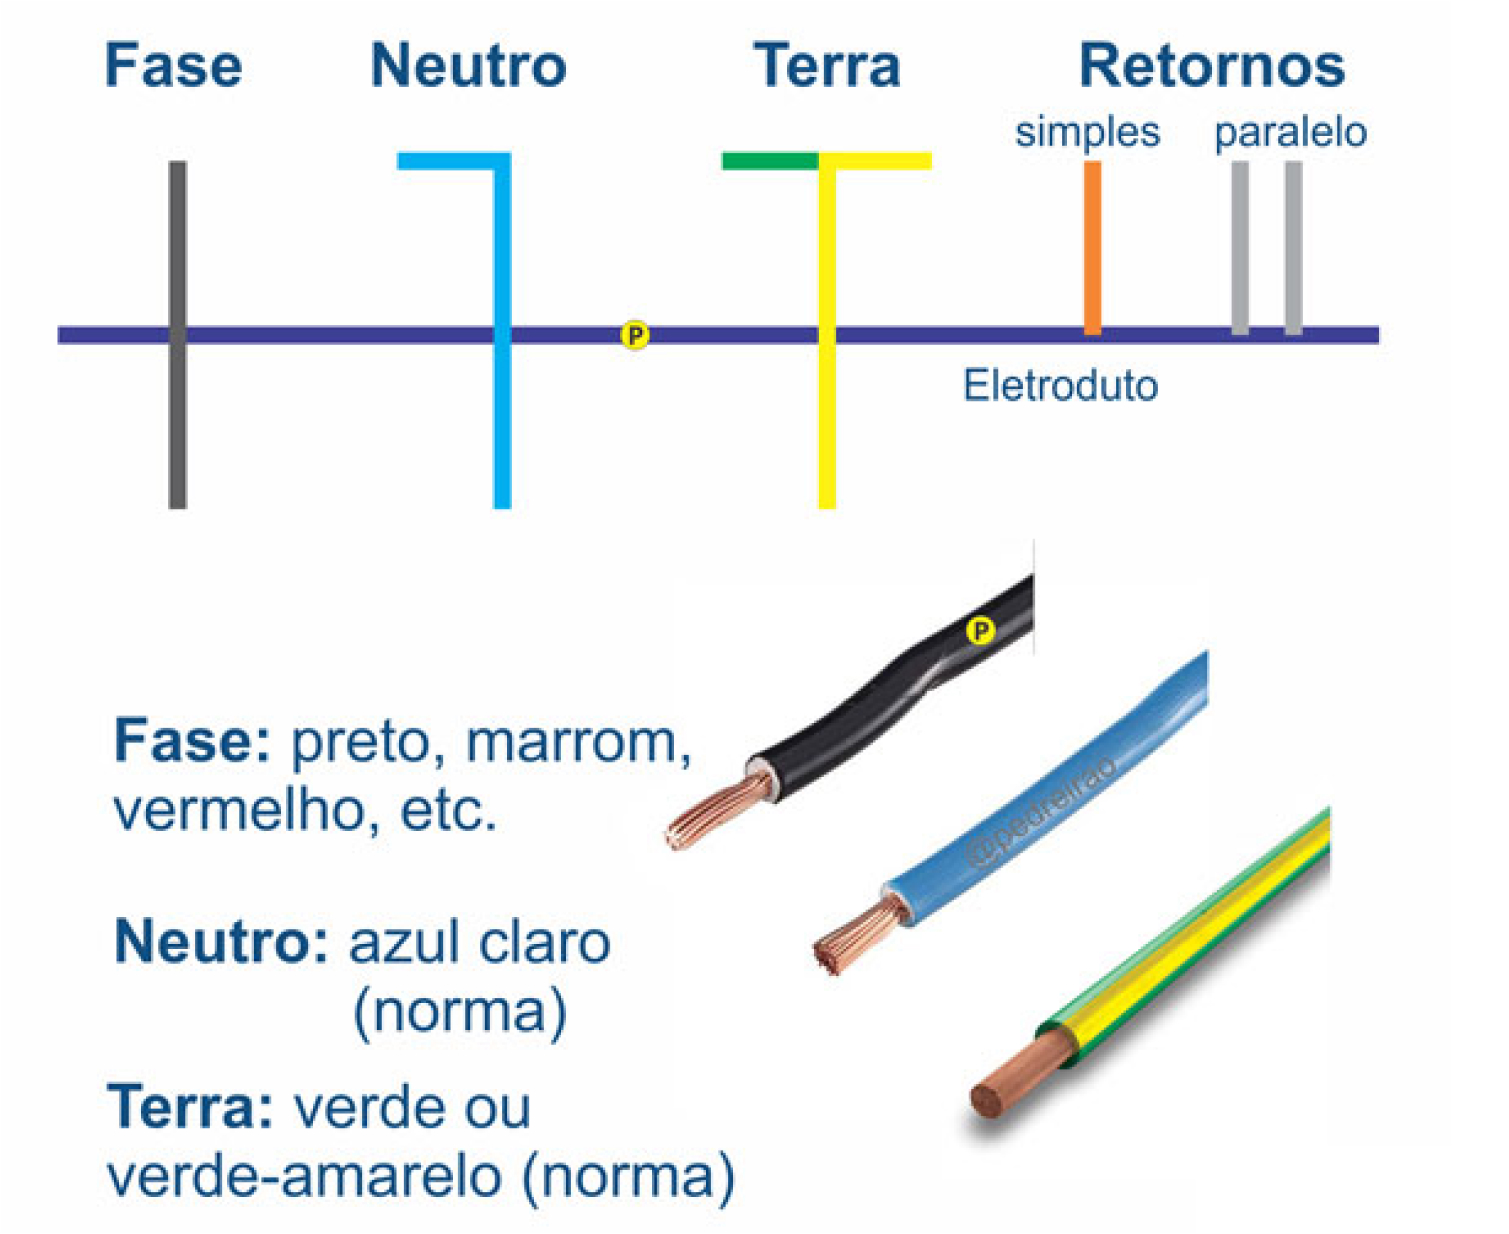 Fase Neutro Terra Retornos
simples paralelo
P
Eletroduto
P
Fase: preto, marrom,
vermelho, etc.
@pedreirao
Neutro: azul claro
(norma)
Terra: verde ou
verde-amarelo (norma)